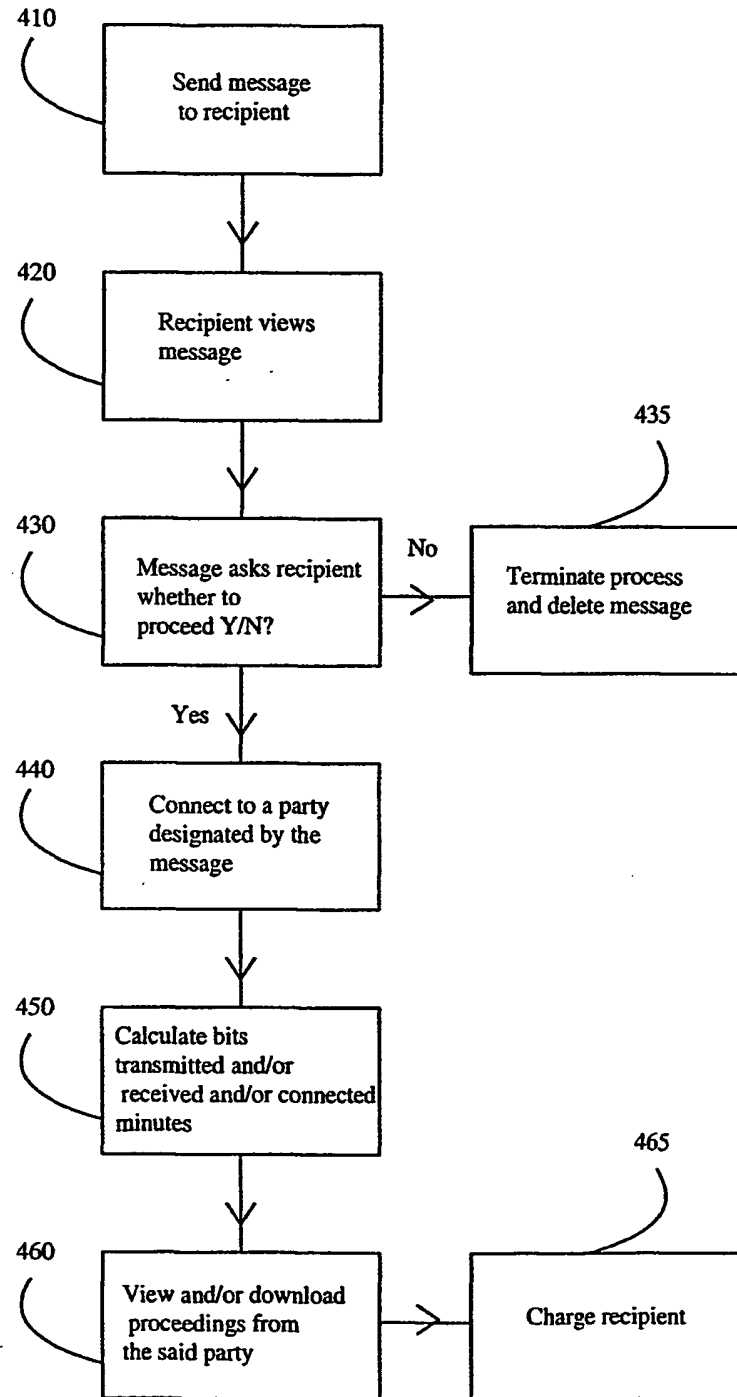 410
Send message
to recipient
420
Recipient views
message
435
430
Message asks recipient
whether to
proceed Y/N?
No
Terminate process
and delete message
Yes
440
Connect to a party
designated by the
message
450
Calculate bits
transmitted and/or
received and/or connected
minutes
465
460
View and/or download
proceedings from
the said party
Charge recipient